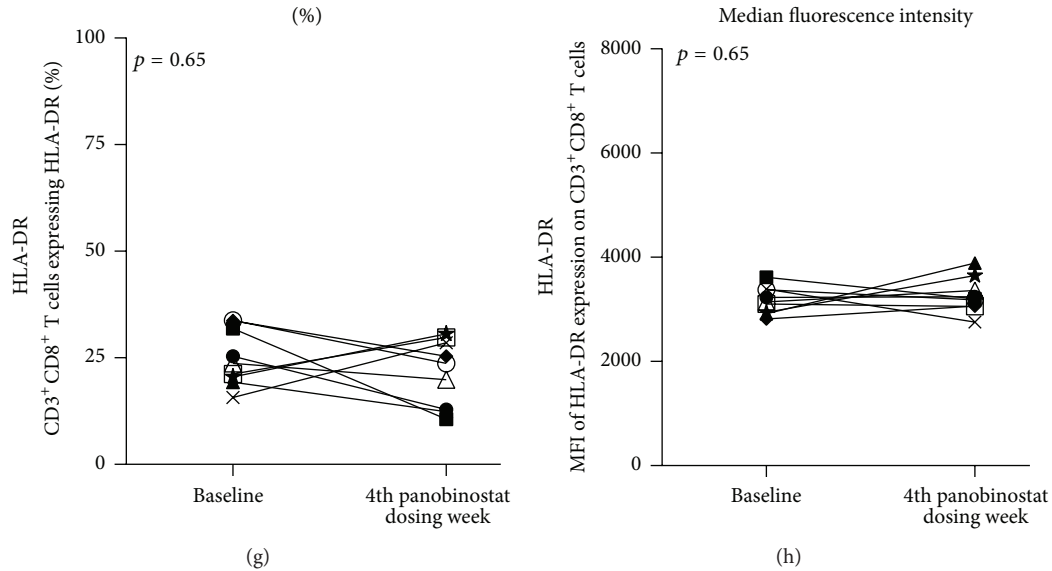 (%)
p = 0.65
HLA-DR
CD3+CD8+ T cells expressing HLA-DR (%)
100
75
50
25
0
Baseline
4th panobinostat
dosing week
(g)
Median fluorescence intensity
p = 0.65
HLA-DR
MFI of HLA-DR expression on CD3+CD8+ T cells
8000
6000
4000
2000
0
Baseline
4th panobinostat
dosing week
(h)